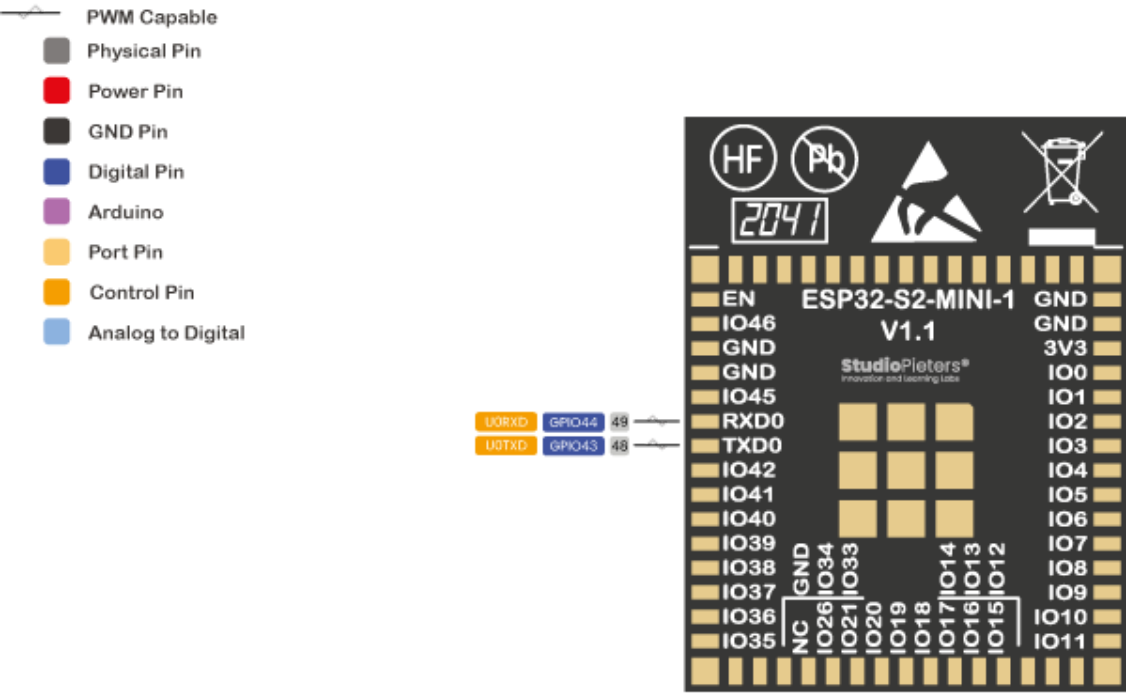 PWM Capable
Physical Pin
Power Pin
GND Pin
Digital Pin
Arduino
Port Pin
Control Pin
Analog to Digital
HF
Pb
2041
ESP32-S2-MINI-1
V1.1
StudioPieters®
Innovation and Learning Labs
EN
IO46
GND
GND
IO45
U0RXD GPIO44 49 RXD0
U0TXD GPIO43 48 TXD0
IO42
IO41
IO40
IO39
IO38
IO37
IO36
IO35
GND
GND
3V3
IO0
IO1
IO2
IO3
IO4
IO5
IO6
IO7
IO8
IO9
IO10
IO11
GND
IO34
IO33
IO14
IO13
IO12
NC
IO26
IO21
IO20
IO19
IO18
IO17
IO16
IO15